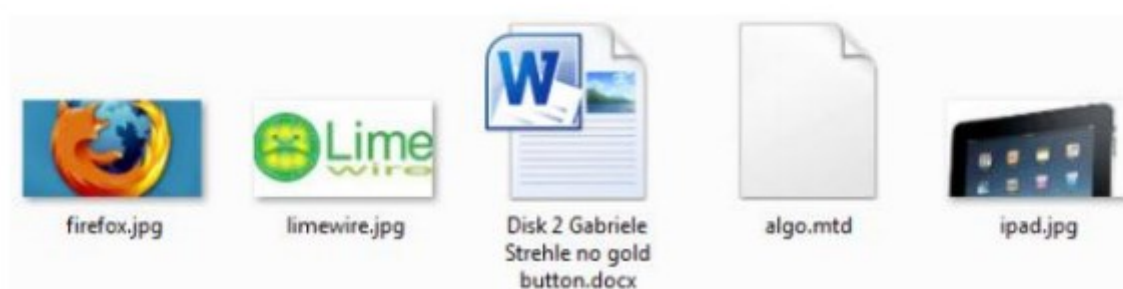 W
Lime
wire
firefox.jpg
limewire.jpg
Disk 2 Gabriele
Strehle no gold
button.docx
algo.mtd
ipad.jpg